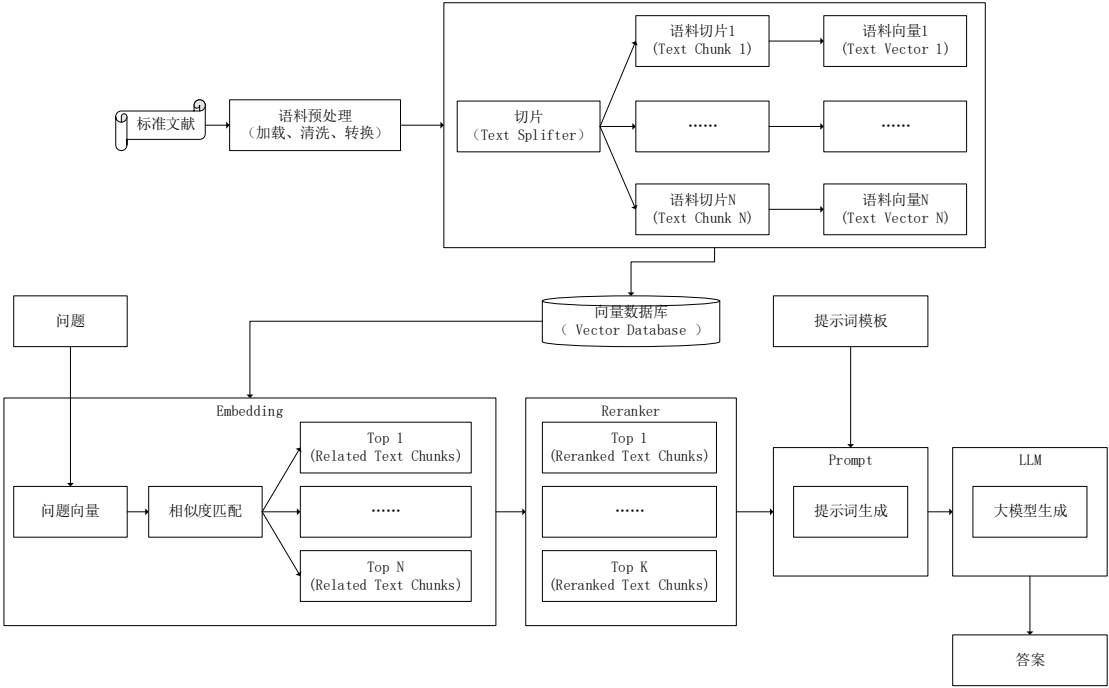 语料切片1
(Text Chunk 1)
语料向量1
(Text Vector 1)
标准文献
语料预处理
（加载、清洗、转换）
切片
（Text Splifter）
……
……
语料切片N
(Text Chunk N)
语料向量N
(Text Vector N)
问题
向量数据库
（ Vector Database ）
提示词模板
Embedding
Top 1
(Related Text Chunks)
问题向量
相似度匹配
……
Top N
(Related Text Chunks)
Reranker
Top 1
(Reranked Text Chunks)
……
Top K
(Reranked Text Chunks)
Prompt
提示词生成
LLM
大模型生成
答案